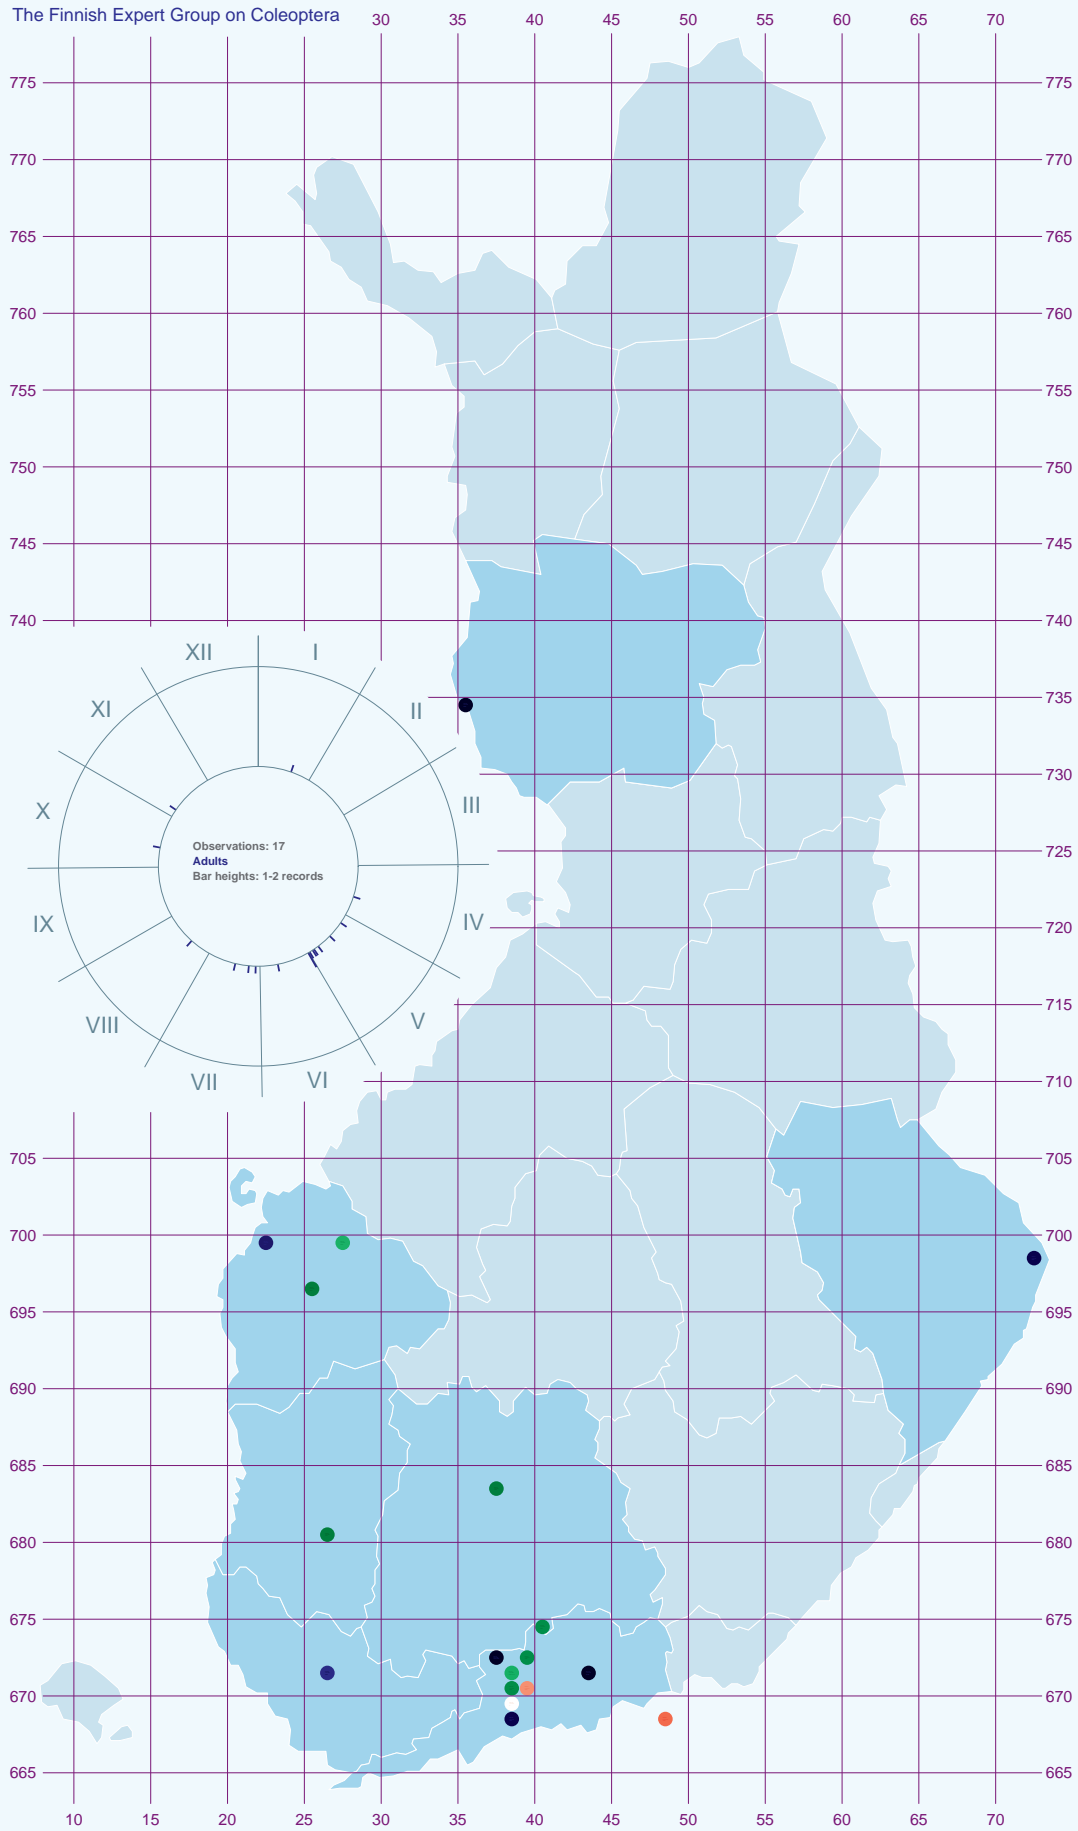 The Finnish Expert Group on Coleoptera
30 35 40 45 50 55 60 65 70
775 775
770 770
765 765
760 760
755 755
750 750
745 745
740 740
XII I
XI II
735
730
X III
Observations: 17
Adults
Bar heights: 1-2 records
725
IX IV 720 720
VIII V
715
VII VI
710
705 705
700 700
695 695
690 690
685 685
680 680
675 675
670 670
665 665
10 15 20 25 30 35 40 45 50 55 60 65 70